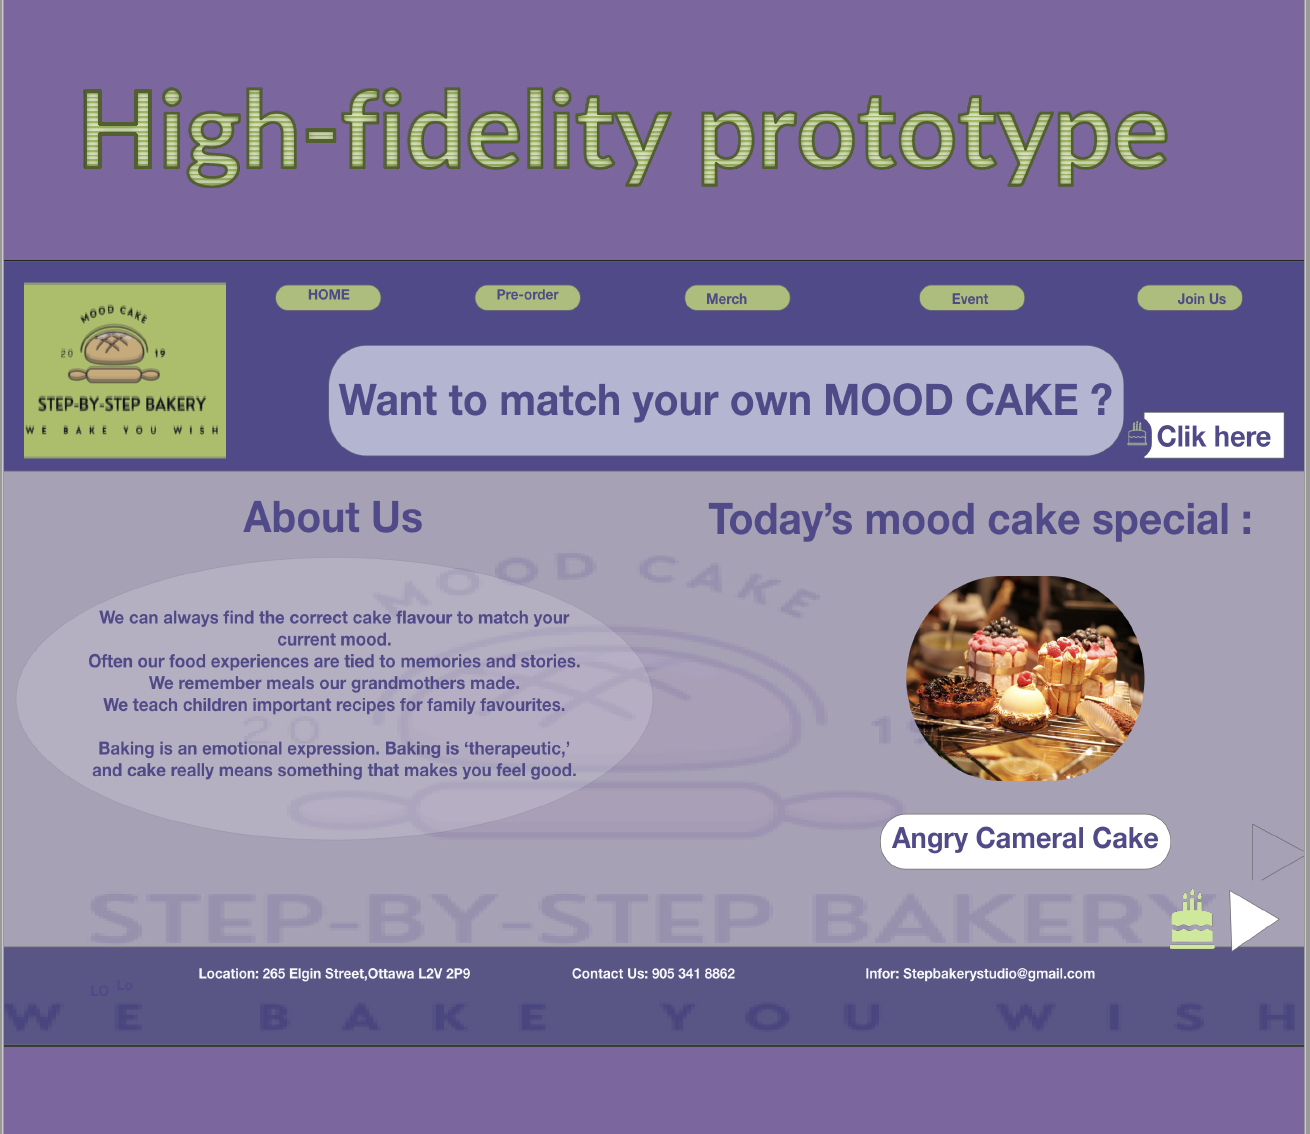 High-fidelity prototype
HOME
Pre-order
Merch
Event
Join Us
MOOD CAKE
20 19
STEP-BY-STEP BAKERY
WE BAKE YOU WISH
Want to match your own MOOD CAKE ?
Clik here
About Us
Today’s mood cake special :
MOOD CAKE
We can always find the correct cake flavour to match your
current mood.
Often our food experiences are tied to memories and stories.
We remember meals our grandmothers made.
We teach children important recipes for family favourites.
20 19
Baking is an emotional expression. Baking is ‘therapeutic,’
and cake really means something that makes you feel good.
Angry Cameral Cake
STEP-BY-STEP BAKERY
Location: 265 Elgin Street,Ottawa L2V 2P9
Contact Us: 905 341 8862
Infor: Stepbakerystudio@gmail.com
LO La
WE BAKE YOU WISH